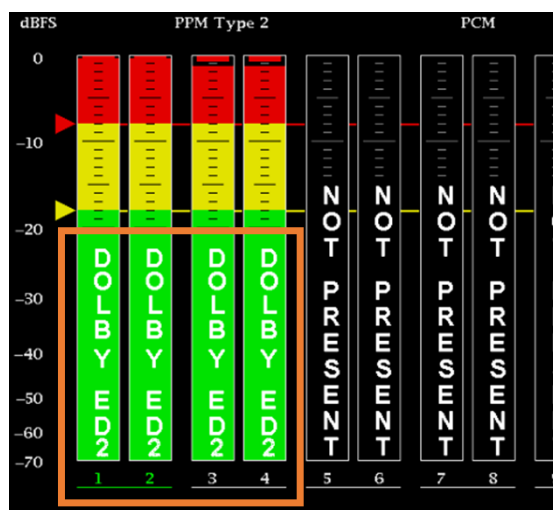 dBFS PPM Type 2 PCM
0
-10
-20
-30
-40
-50
-60
-70
DOLBY ED2
DOLBY ED2
DOLBY ED2
DOLBY ED2
NOT PRESENT
NOT PRESENT
NOT PRESENT
NOT PRESENT
1 2 3 4 5 6 7 8